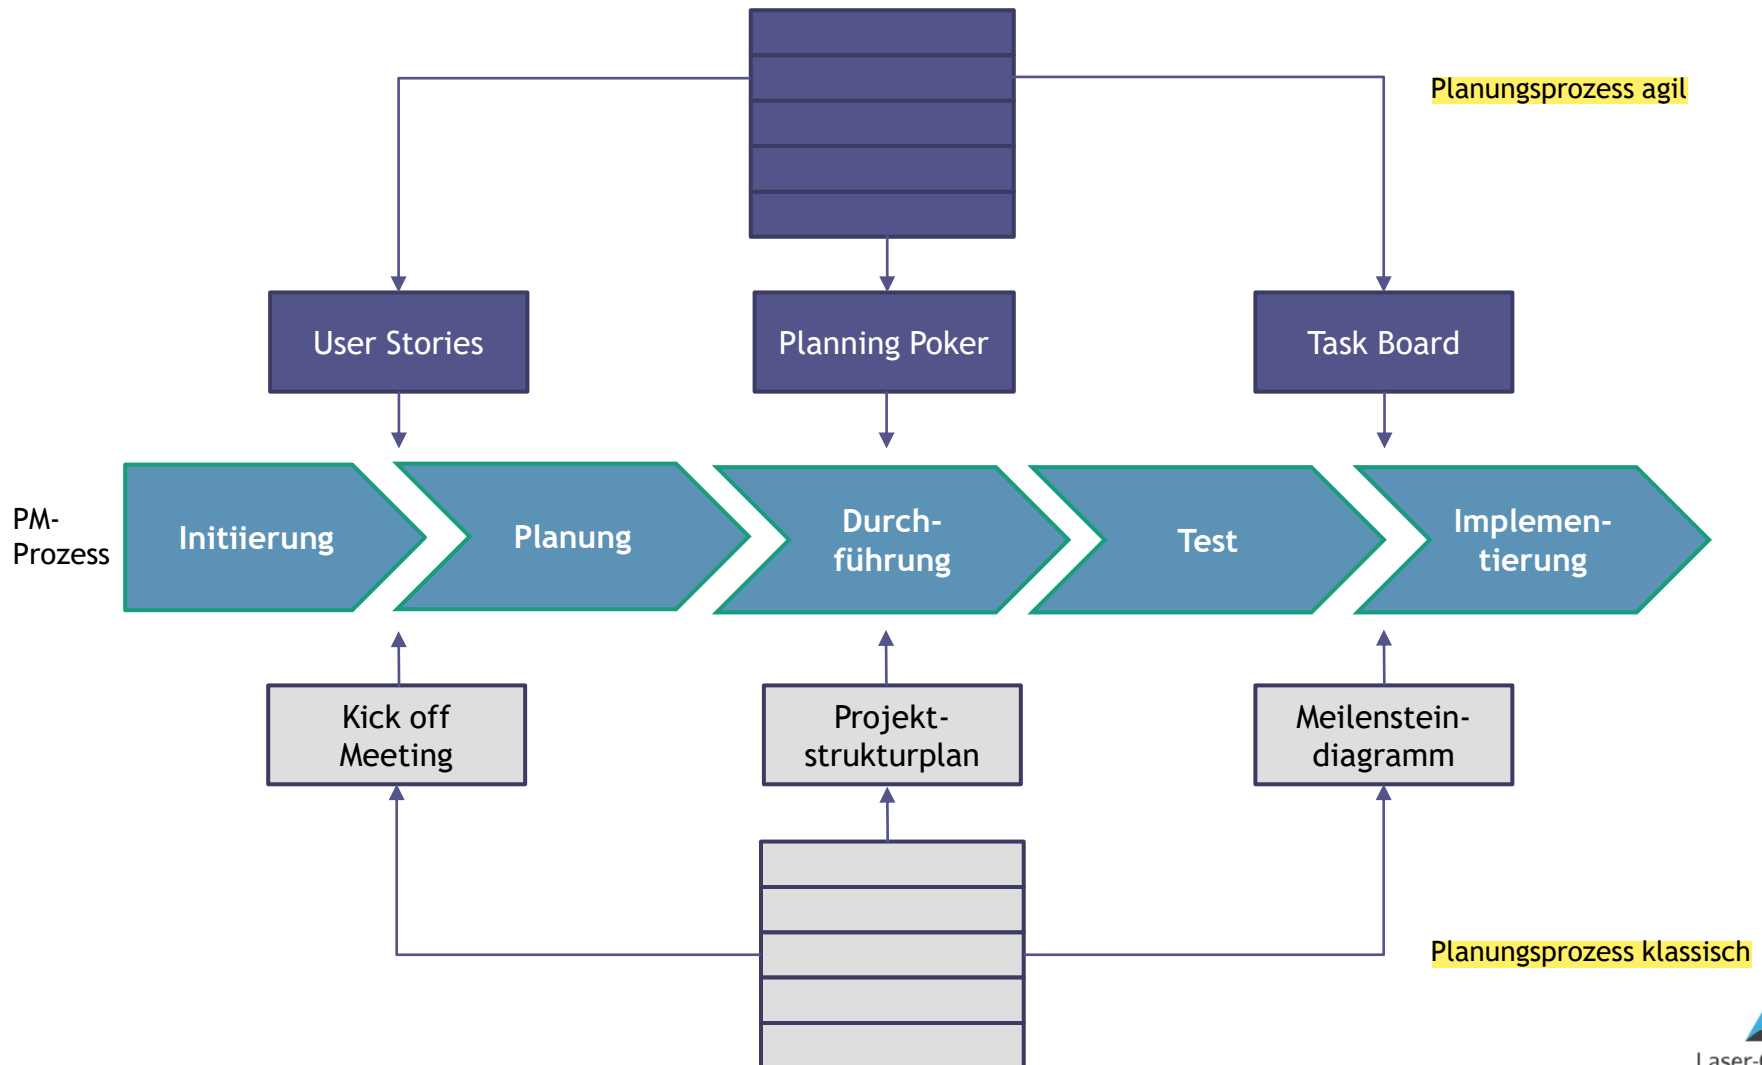 Planungsprozess agil
User Stories
Planning Poker
Task Board
PM-
Prozess
Initiierung
Planung
Durch-
führung
Test
Implemen-
tierung
Kick off
Meeting
Projekt-
strukturplan
Meilenstein-
diagramm
Planungsprozess klassisch